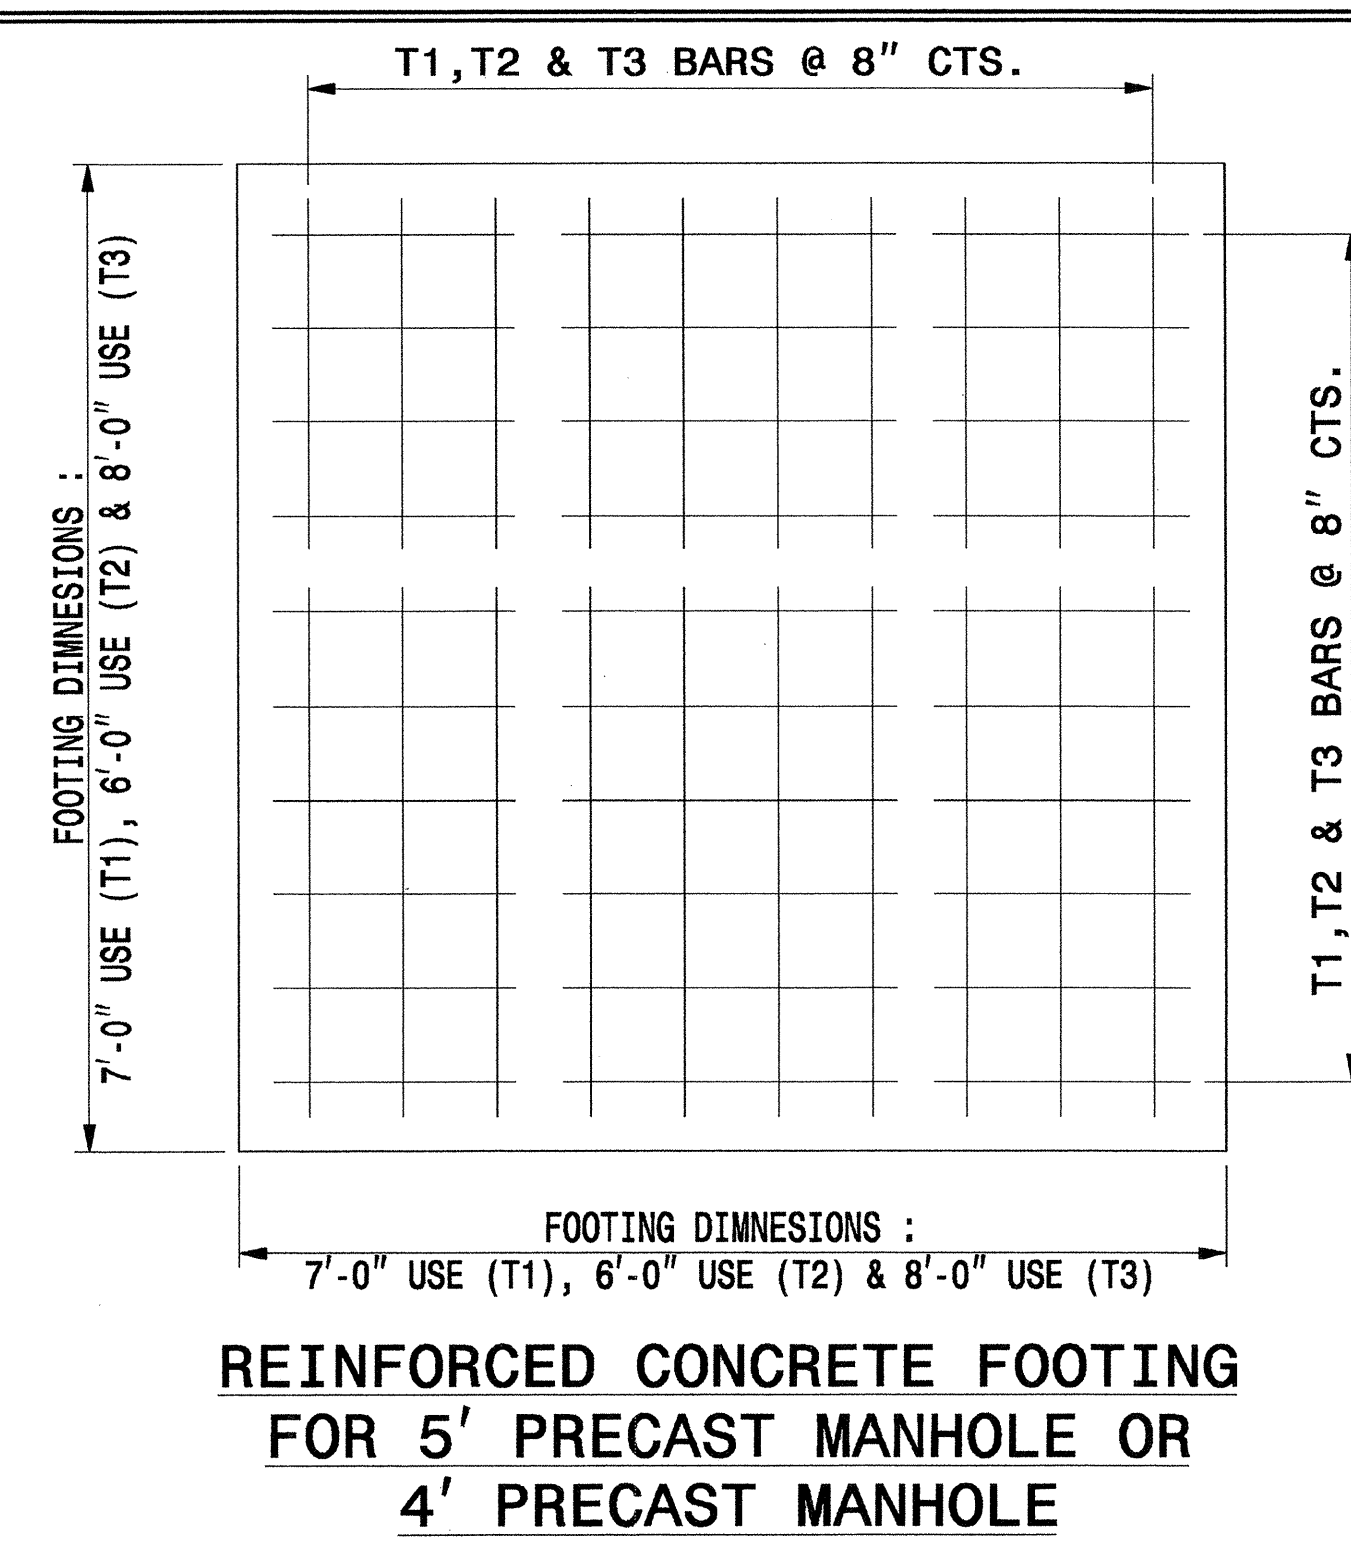 T1,T2 & T3 BARS @ 8" CTS.
FOOTING DIMNESIONS :
7'-0" USE (T1), 6'-0" USE (T2) & 8'-0" USE (T3)
T1,T2 & T3 BARS @ 8" CTS.
FOOTING DIMNESIONS :
7'-0" USE (T1), 6'-0" USE (T2) & 8'-0" USE (T3)
REINFORCED CONCRETE FOOTING
FOR 5' PRECAST MANHOLE OR
4' PRECAST MANHOLE